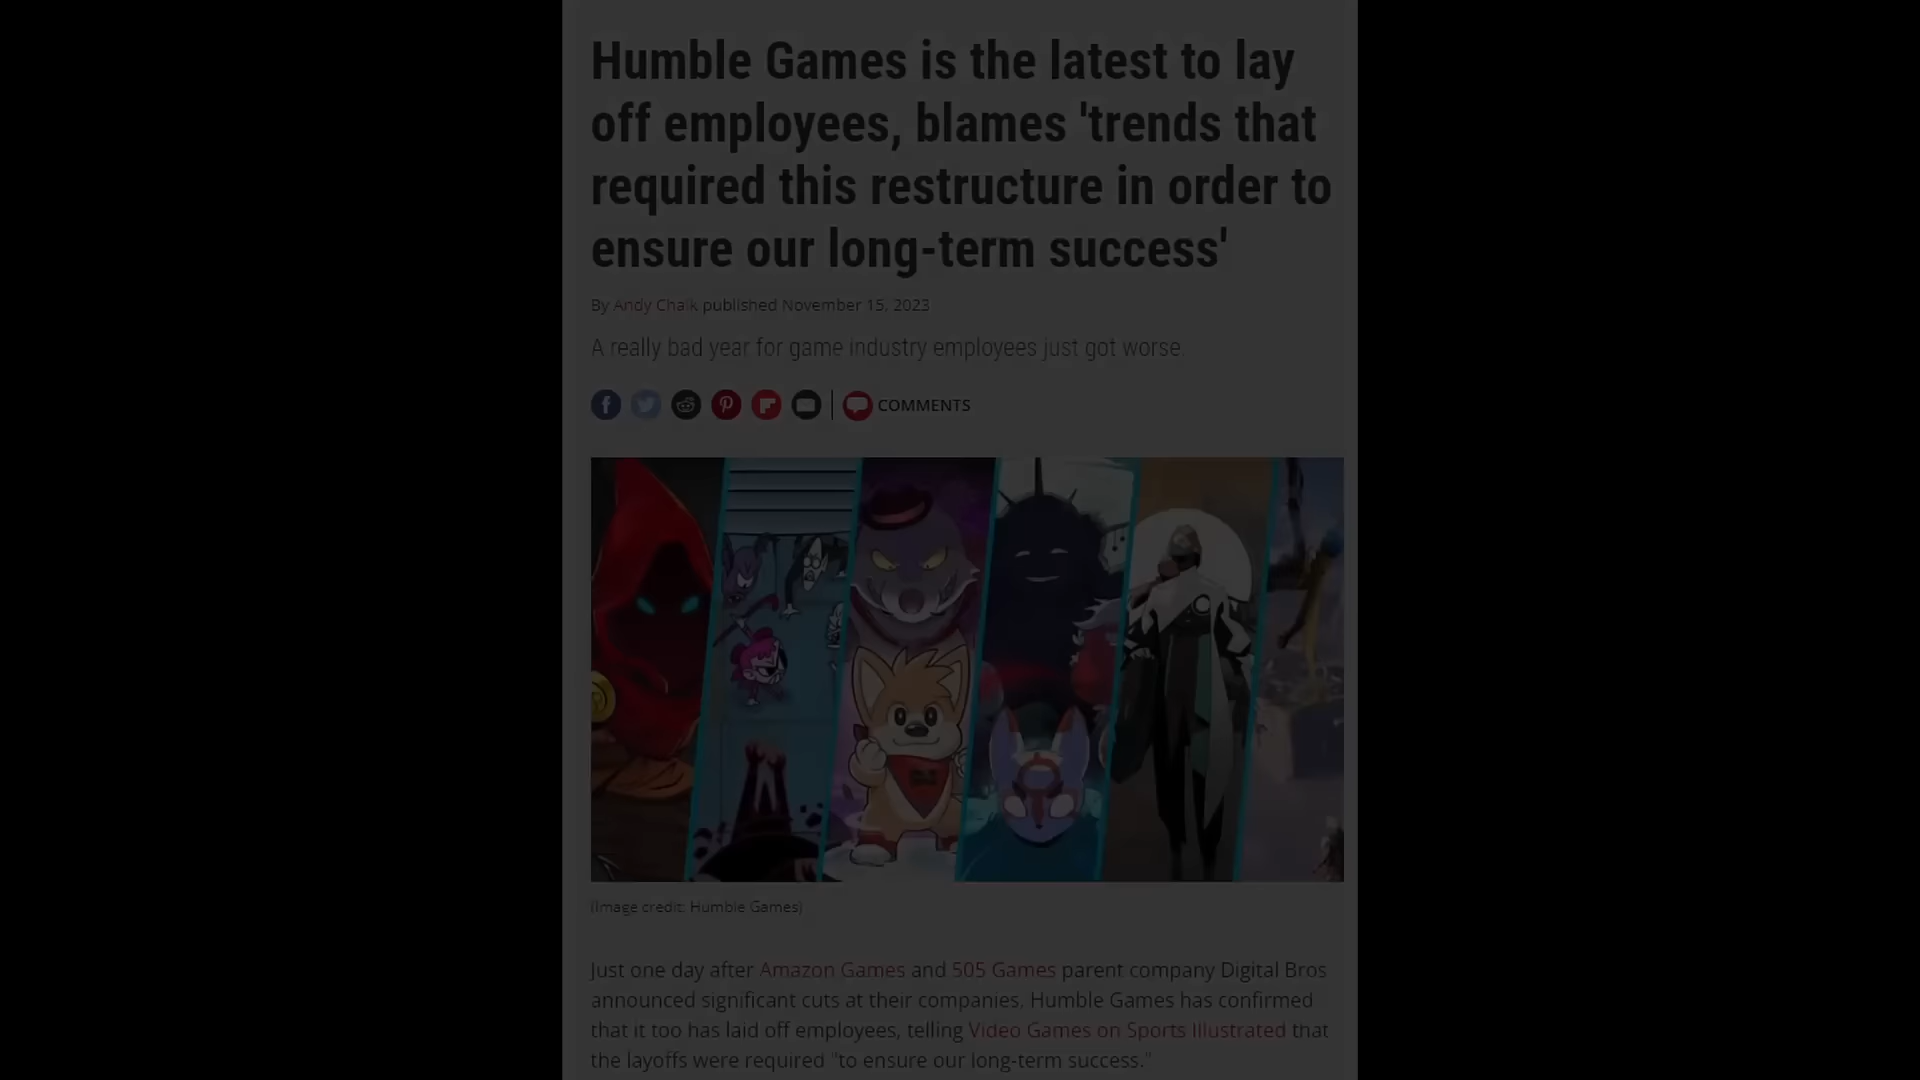 Humble Games is the latest to lay
off employees, blames 'trends that
required this restructure in order to
ensure our long-term success'
By Andy Chalk published November 15, 2023
A really bad year for game industry employees just got worse.
COMMENTS
(Image credit: Humble Games)
Just one day after Amazon Games and 505 Games parent company Digital Bros
announced significant cuts at their companies, Humble Games has confirmed
that it too has laid off employees, telling Video Games on Sports Illustrated that
the layoffs were required "to ensure our long-term success."